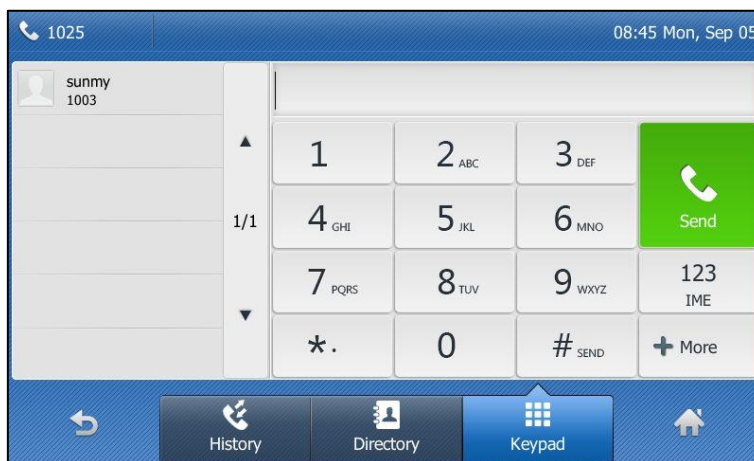 1025
08:45 Mon, Sep 05
sunmy
1003
1/1
1
2 ABC
3 DEF
Send
4 GHI
5 JKL
6 MNO
7 PQRS
8 TUV
9 WXYZ
123
IME
*.
0
# SEND
+ More
History
Directory
Keypad